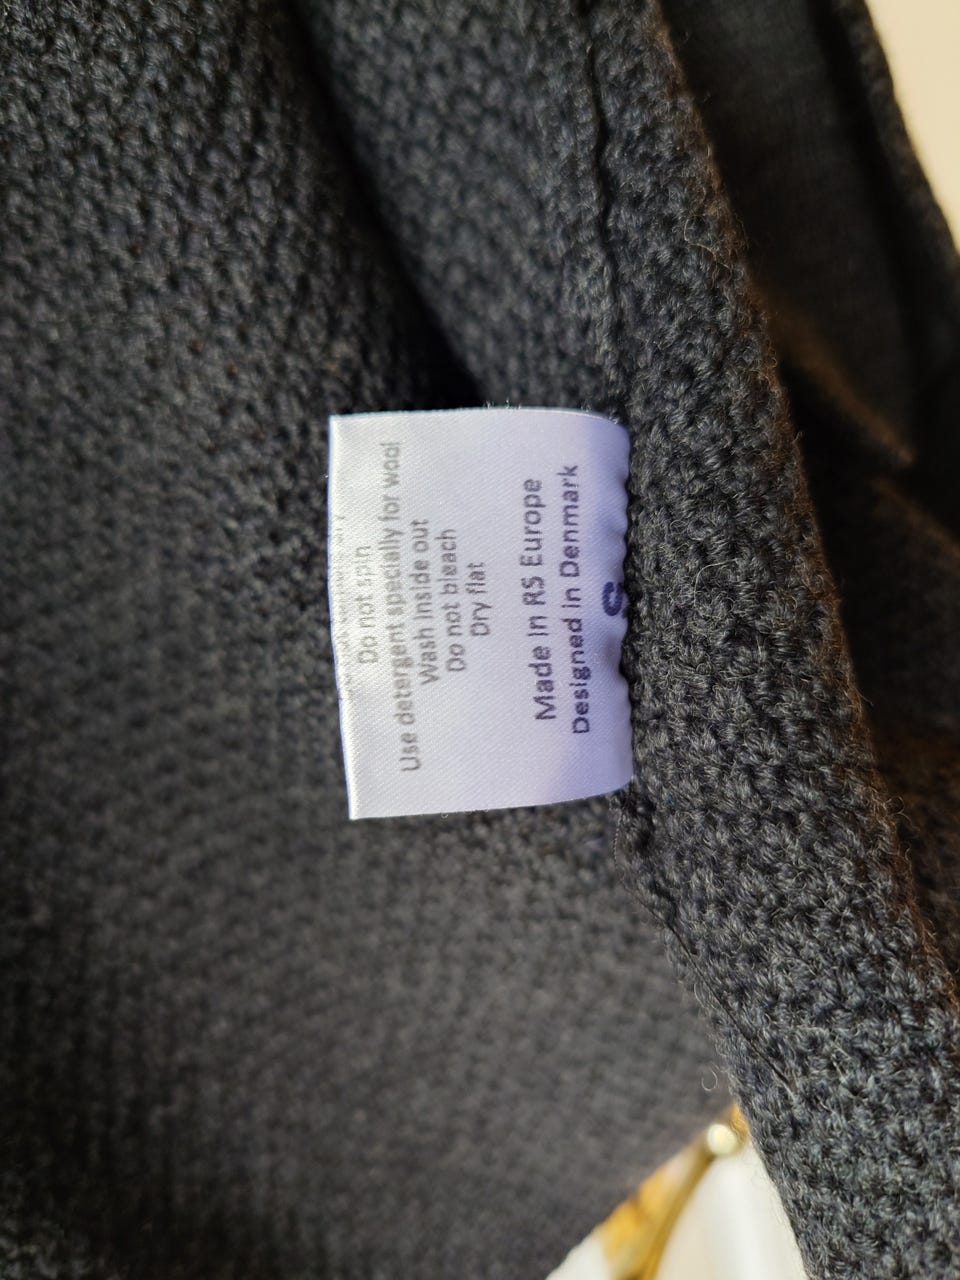 Do not spin
Use detergent specially for wool
Wash inside out
Do not bleach
Dry flat
Made in RS Europe
Designed in Denmark